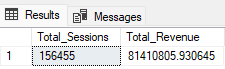 Results Messages
Total_Sessions Total_Revenue
1 156455 81410805.930645